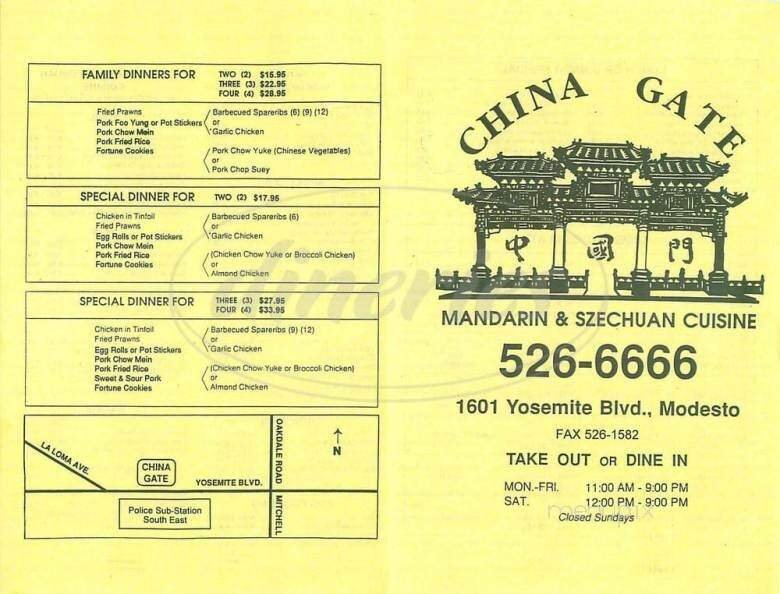 FAMILY DINNERS FOR
TWO (2) $15.95
THREE (3) $22.95
FOUR (4) $28.95
Fried Prawns
Pork Foo Yung or Pot Stickers
Pork Chow Mein
Pork Fried Rice
Fortune Cookies
Barbecued Spareribs (6) (9) (12)
or
Garlic Chicken
Pork Chow Yuke (Chinese Vegetables)
or
Pork Chop Suey
SPECIAL DINNER FOR TWO (2) $17.95
Chicken in Tinfoil
Fried Prawns
Egg Rolls or Pot Stickers
Pork Chow Mein
Pork Fried Rice
Fortune Cookies
Barbecued Spareribs (6)
or
Garlic Chicken
(Chicken Chow Yuke or Broccoli Chicken)
or
Almond Chicken
SPECIAL DINNER FOR
THREE (3) $27.95
FOUR (4) $33.95
Chicken in Tinfoil
Fried Prawns
Egg Rolls or Pot Stickers
Pork Chow Mein
Pork Fried Rice
Sweet & Sour Pork
Fortune Cookies
Barbecued Spareribs (9) (12)
or
Garlic Chicken
(Chicken Chow Yuke or Broccoli Chicken)
or
Almond Chicken
LA LOMA AVE.
CHINA
GATE
YOSEMITE BLVD.
OAKDALE ROAD
MITCHELL
N
Police Sub-Station
South East
CHINA GATE
中 國 門
MANDARIN & SZECHUAN CUISINE
526-6666
1601 Yosemite Blvd., Modesto
FAX 526-1582
TAKE OUT OR DINE IN
MON.-FRI. 11:00 AM - 9:00 PM
SAT. 12:00 PM - 9:00 PM
Closed Sundays